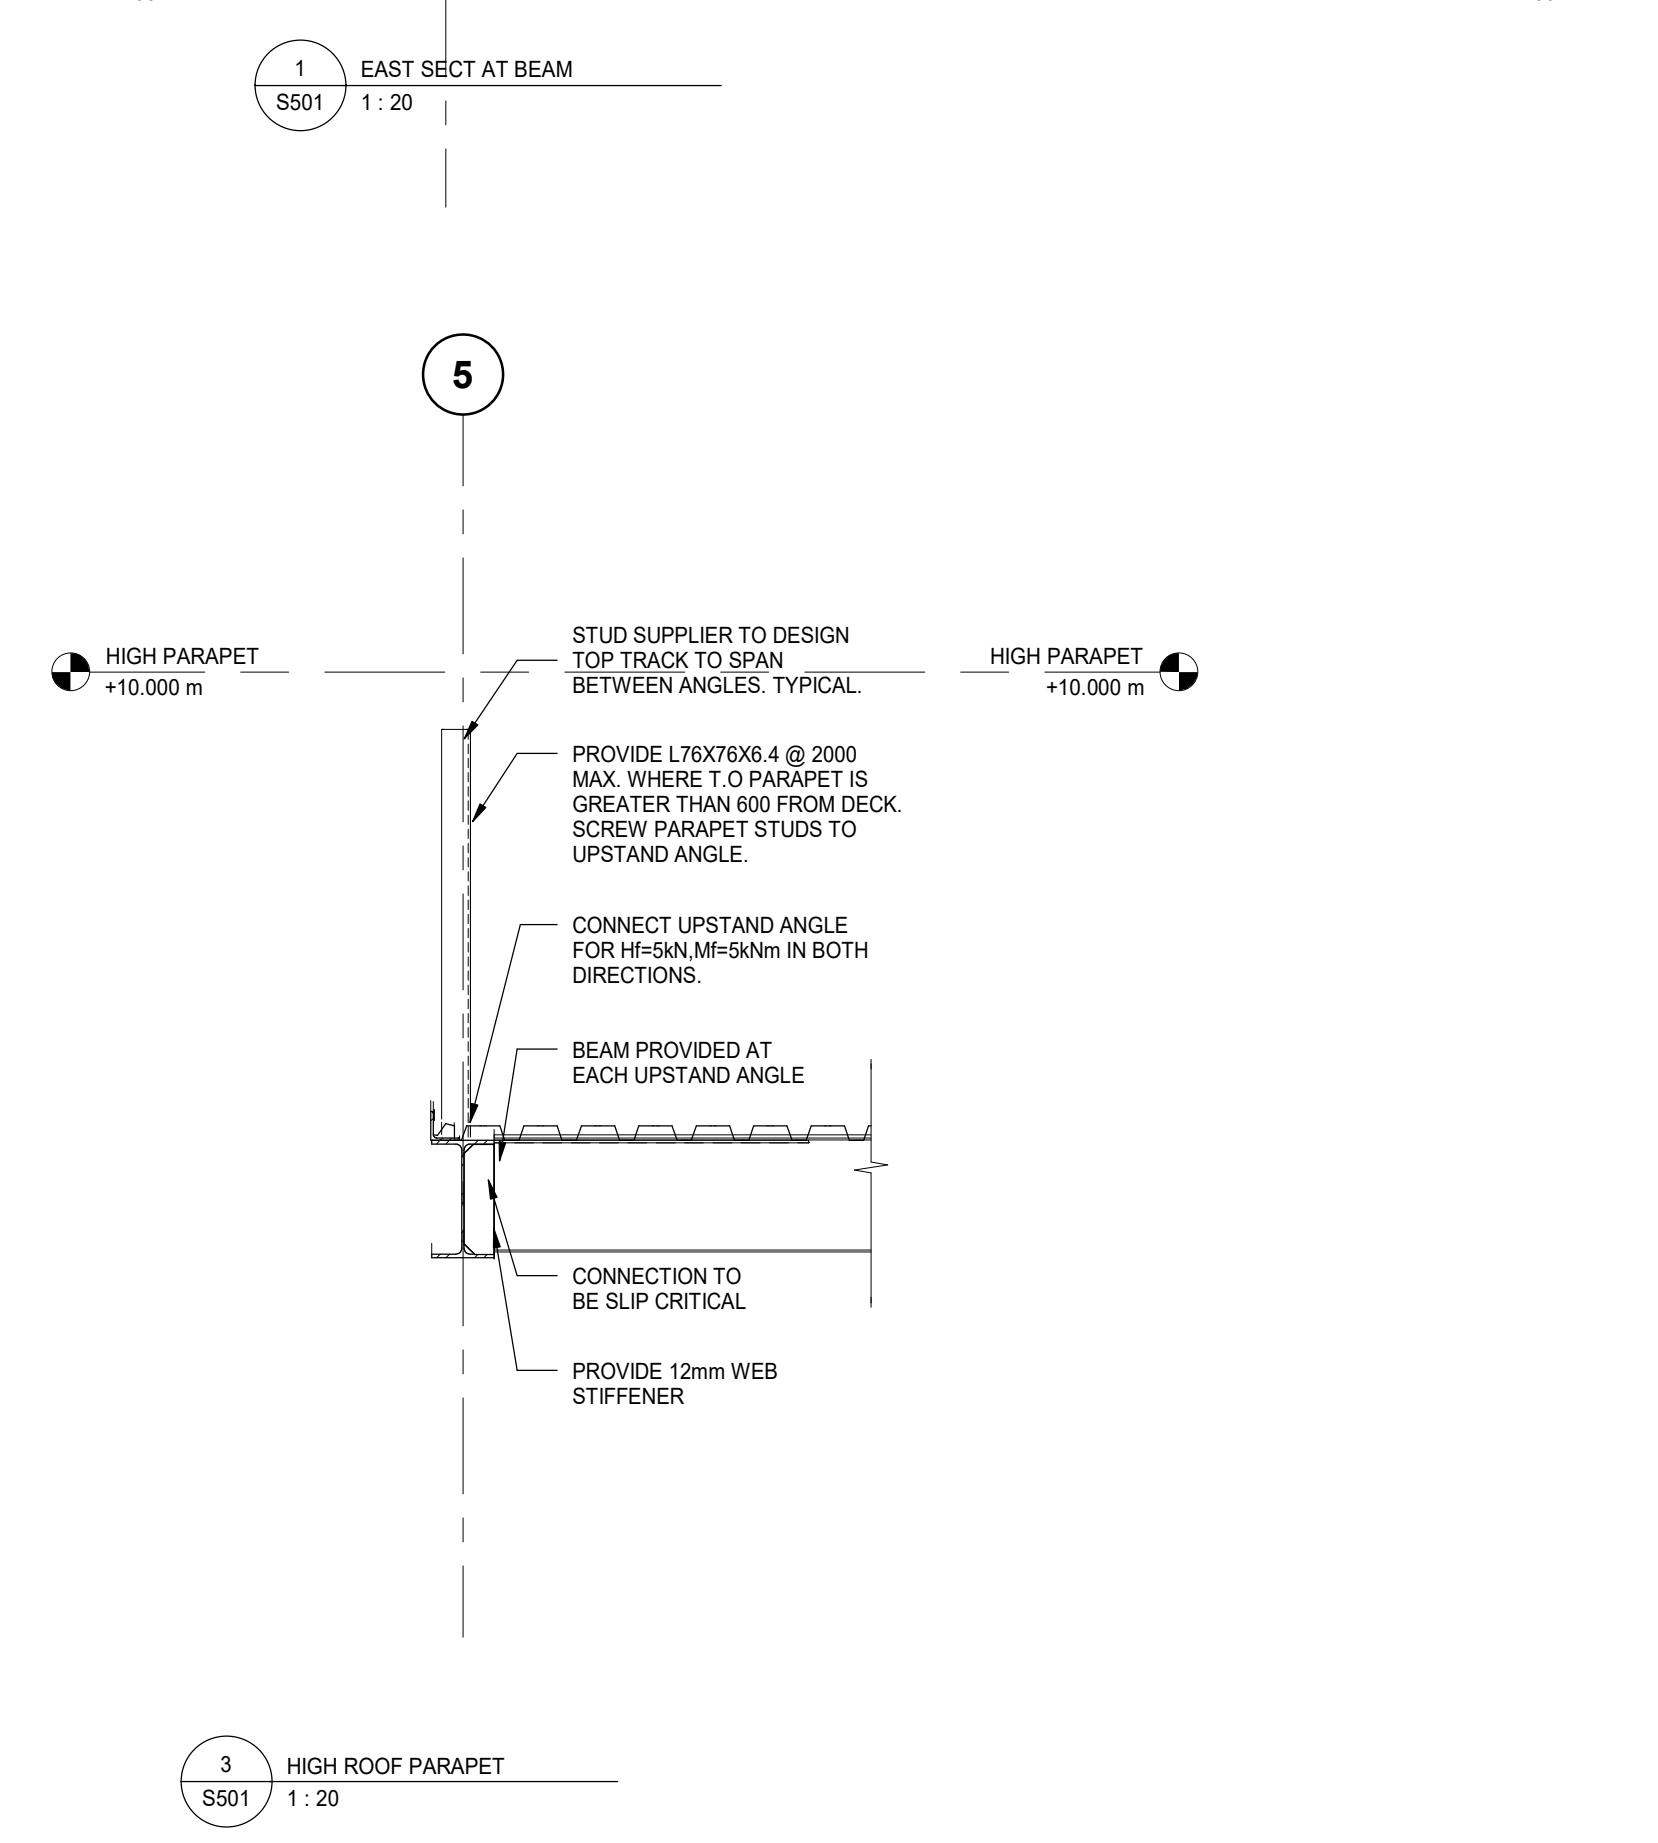 1
EAST SECT AT BEAM
S501
1 : 20
5
HIGH PARAPET
+10.000 m
STUD SUPPLIER TO DESIGN
TOP TRACK TO SPAN
BETWEEN ANGLES. TYPICAL.
HIGH PARAPET
+10.000 m
PROVIDE L76X76X6.4 @ 2000
MAX. WHERE T.O PARAPET IS
GREATER THAN 600 FROM DECK.
SCREW PARAPET STUDS TO
UPSTAND ANGLE.
CONNECT UPSTAND ANGLE
FOR Hf=5kN,Mf=5kNm IN BOTH
DIRECTIONS.
BEAM PROVIDED AT
EACH UPSTAND ANGLE
CONNECTION TO
BE SLIP CRITICAL
PROVIDE 12mm WEB
STIFFENER
3
HIGH ROOF PARAPET
S501
1 : 20